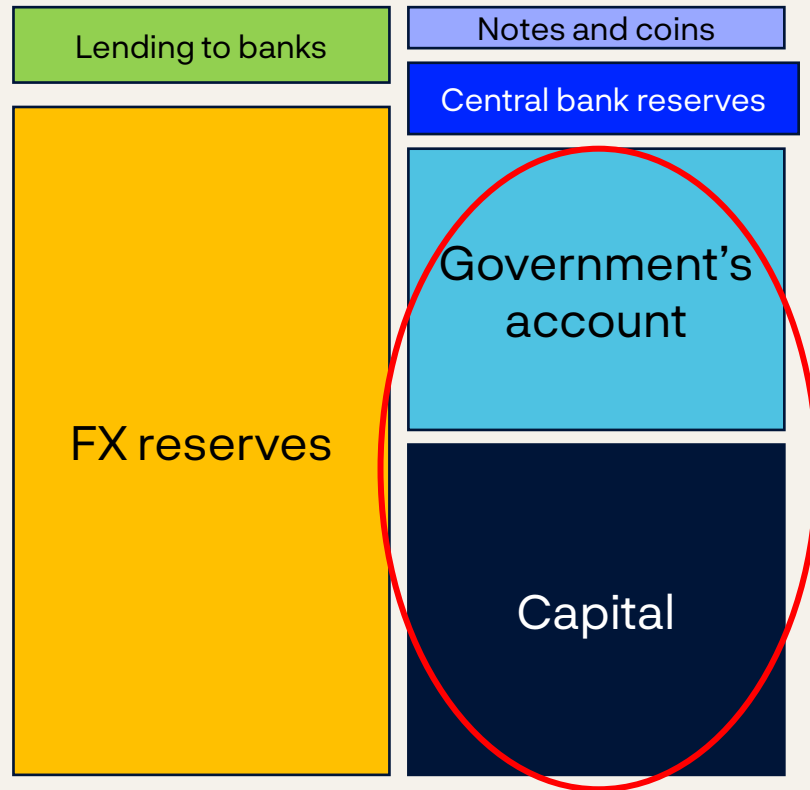 Lending to banks
FX reserves
Notes and coins
Central bank reserves
Government’s
account
Capital